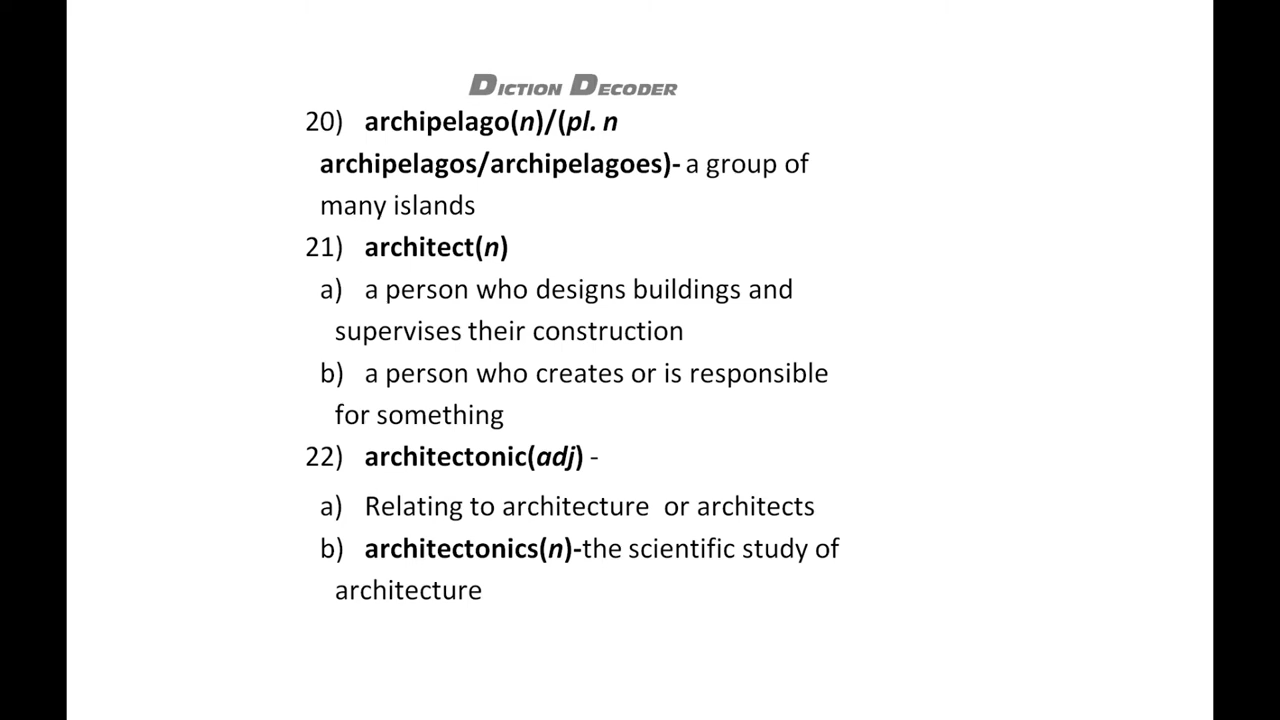 DICTION DECODER
20) archipelago(n)/(pl. n
archipelagos/archipelagoes)- a group of
many islands
21) architect(n)
a) a person who designs buildings and
supervises their construction
b) a person who creates or is responsible
for something
22) architectonic(adj) -
a) Relating to architecture or architects
b) architectonics(n)-the scientific study of
architecture